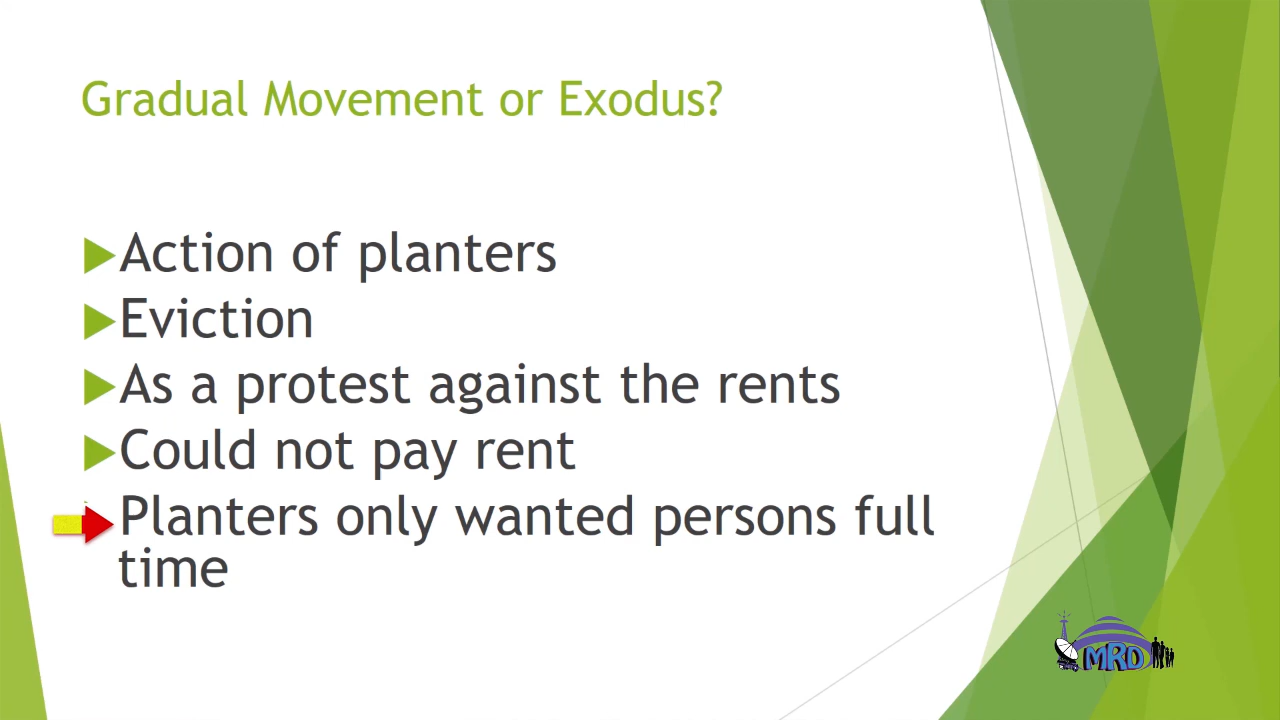 Gradual Movement or Exodus?
Action of planters
Eviction
As a protest against the rents
Could not pay rent
Planters only wanted persons full
time
MRD